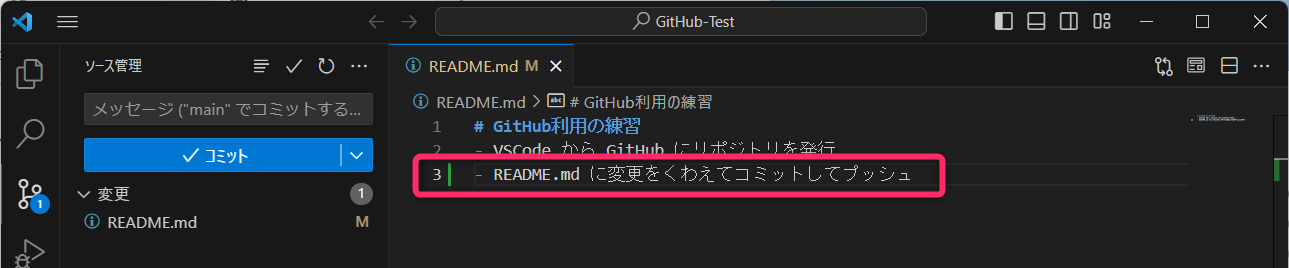 GitHub-Test
ソース管理
メッセージ ("main" でコミットする...
コミット
変更
1
README.md
M
1
README.md M
README.md > # GitHub利用の練習
1 # GitHub利用の練習
2 - VSCode から GitHub にリポジトリを発行
3 - README.md に変更をくわえてコミットしてプッシュ